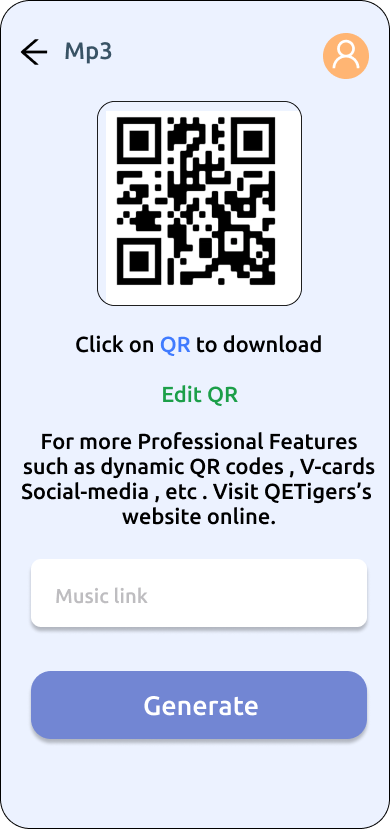 Mp3
Click on QR to download
Edit QR
For more Professional Features
such as dynamic QR codes , V-cards
Social-media , etc . Visit QETigers’s
website online.
Music link
Generate